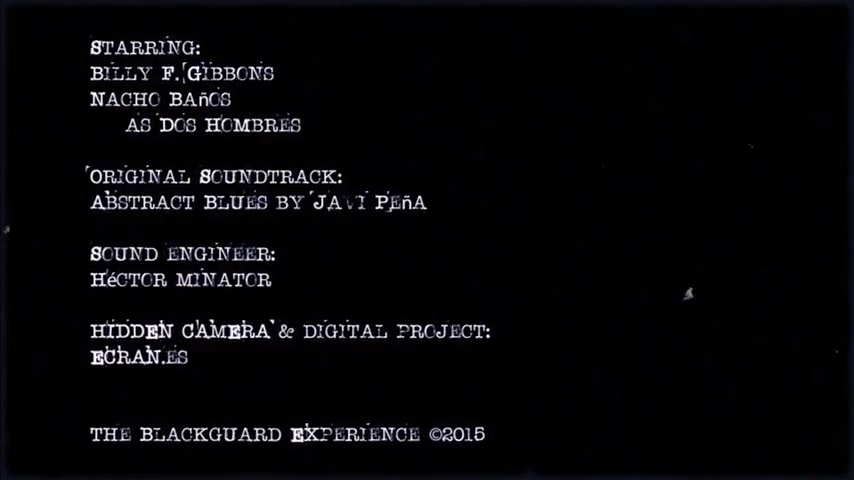 STARRING:
BILLY F. GIBBONS
NACHO BAñOS
AS DOS HOMBRES
ORIGINAL SOUNDTRACK:
ABSTRACT BLUES BY JAVI PEñA
SOUND ENGINEER:
HéCTOR MINATOR
HIDDEN CAMERA & DIGITAL PROJECT:
ECRAN.ES
THE BLACKGUARD EXPERIENCE ©2015